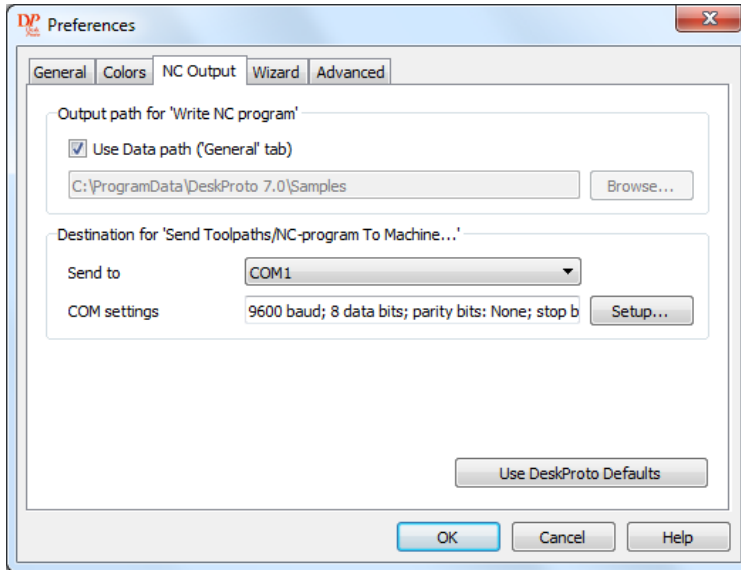 DP
Preferences
General Colors NC Output Wizard Advanced
Output path for 'Write NC program'
Use Data path ('General' tab)
C:\ProgramData\DeskProto 7.0\Samples Browse...
Destination for 'Send Toolpaths/NC-program To Machine...'
Send to COM1
COM settings 9600 baud; 8 data bits; parity bits: None; stop b Setup...
Use DeskProto Defaults
OK Cancel Help